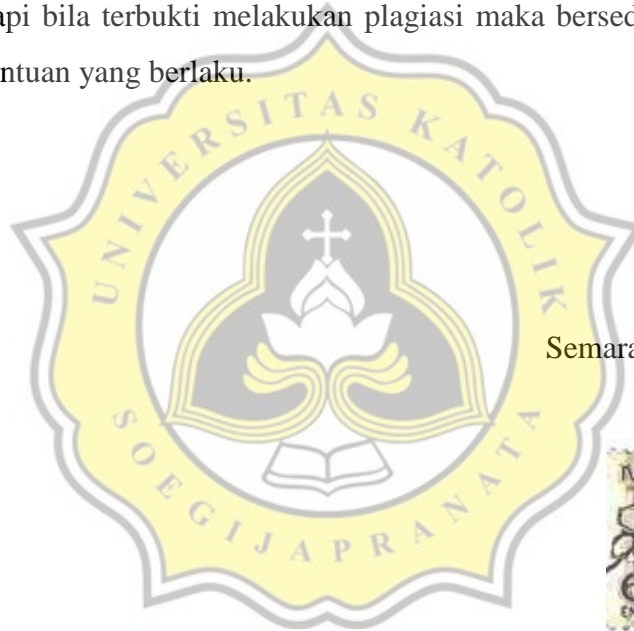 api bila terbukti melakukan plagiasi maka bersed
ntuan yang berlaku.
UNIVERSITAS KATOLIK
SOEGIJAPRANATA
Semara